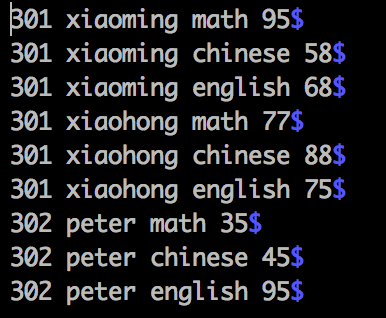 301 xiaoming math 95$
301 xiaoming chinese 58$
301 xiaoming english 68$
301 xiaohong math 77$
301 xiaohong chinese 88$
301 xiaohong english 75$
302 peter math 35$
302 peter chinese 45$
302 peter english 95$